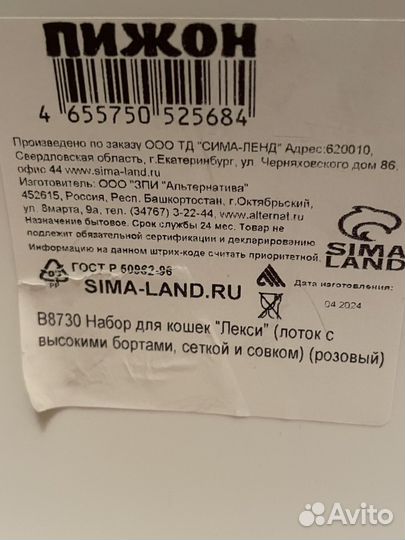 ПИЖОН
4 655750 525684
Произведено по заказу ООО ТД "СИМА-ЛЕНД" Адрес:620010,
Свердловская область, г.Екатеринбург, ул. Черняховского дом 86,
офис 44 www.sima-land.ru
Изготовитель: ООО "ЗПИ "Альтернатива"
452615, Россия, Респ. Башкортостан, г.Октябрьский,
ул. 8марта, 9а, тел. (34767) 3-22-44, www.alternat.ru
Назначение бытовое. Срок службы 24 мес. Товар не
подлежит обязательной сертификации и декларированию
Информацию на данном штрих-коде считать приоритетной.
SIMA
LAND
ГОСТ Р 50962-96
PP
Дата изготовления:
SIMA-LAND.RU
04.2024
B8730 Набор для кошек "Лекси" (лоток с
высокими бортами, сеткой и совком) (розовый)
Avito